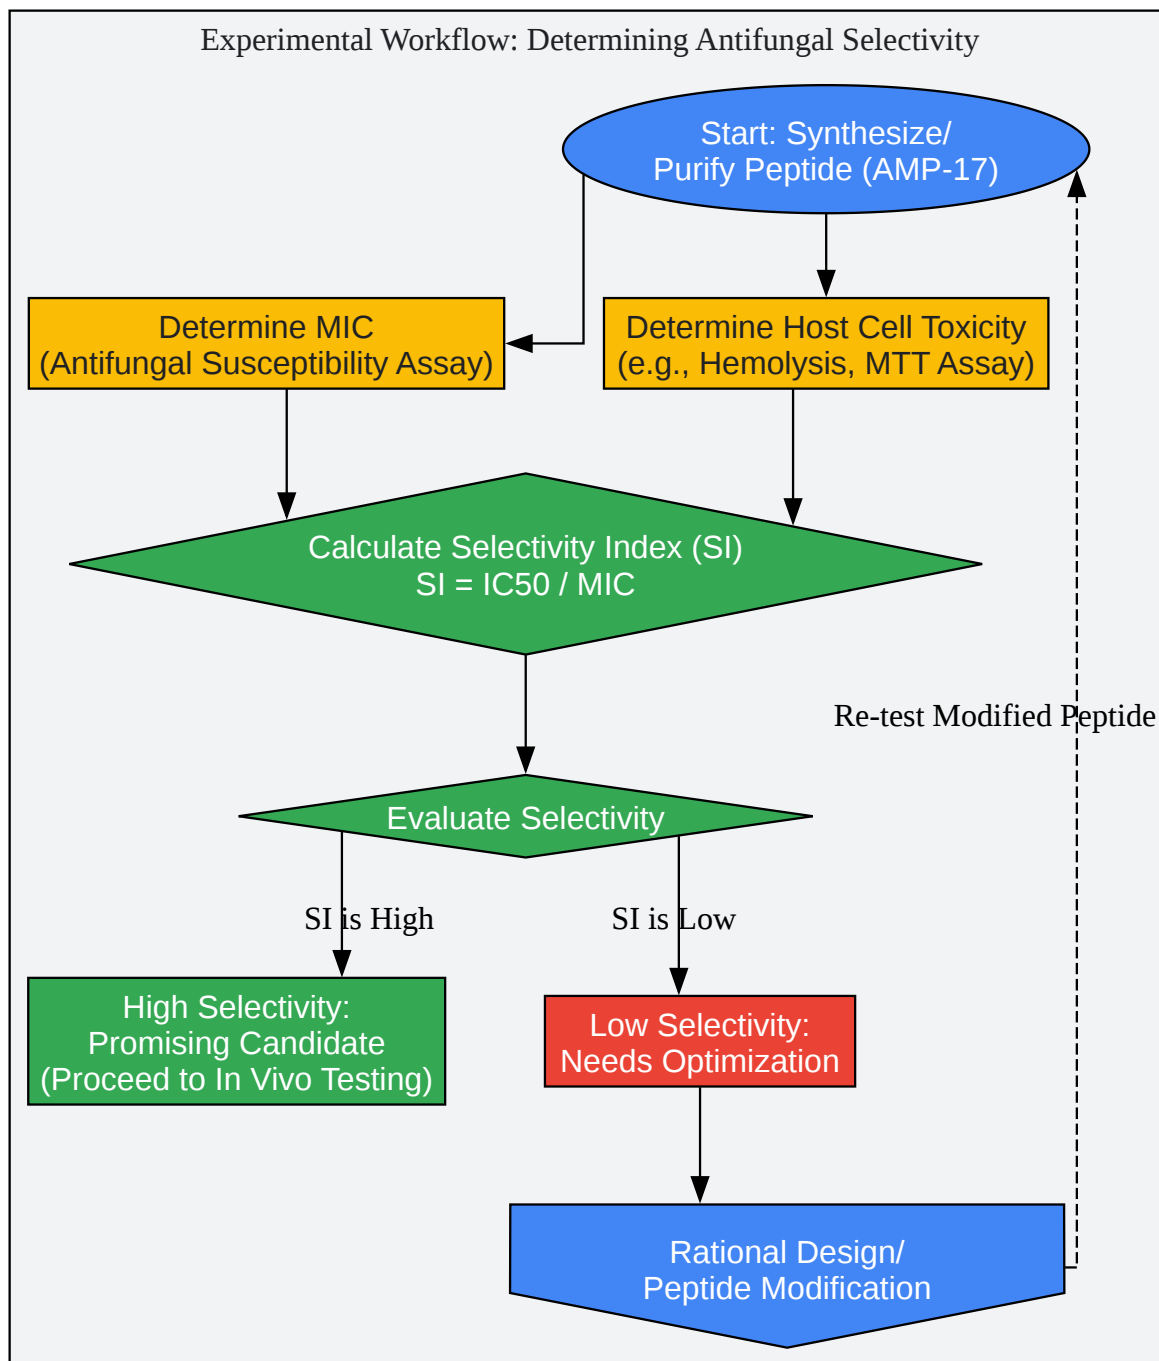 Experimental Workflow: Determining Antifungal Selectivity
Start: Synthesize/
Purify Peptide (AMP-17)
Determine MIC
(Antifungal Susceptibility Assay)
Determine Host Cell Toxicity
(e.g., Hemolysis, MTT Assay)
Calculate Selectivity Index (SI)
SI = IC50 / MIC
Re-test Modified Peptide
Evaluate Selectivity
SI is High
SI is Low
High Selectivity:
Promising Candidate
(Proceed to In Vivo Testing)
Low Selectivity:
Needs Optimization
Rational Design/
Peptide Modification